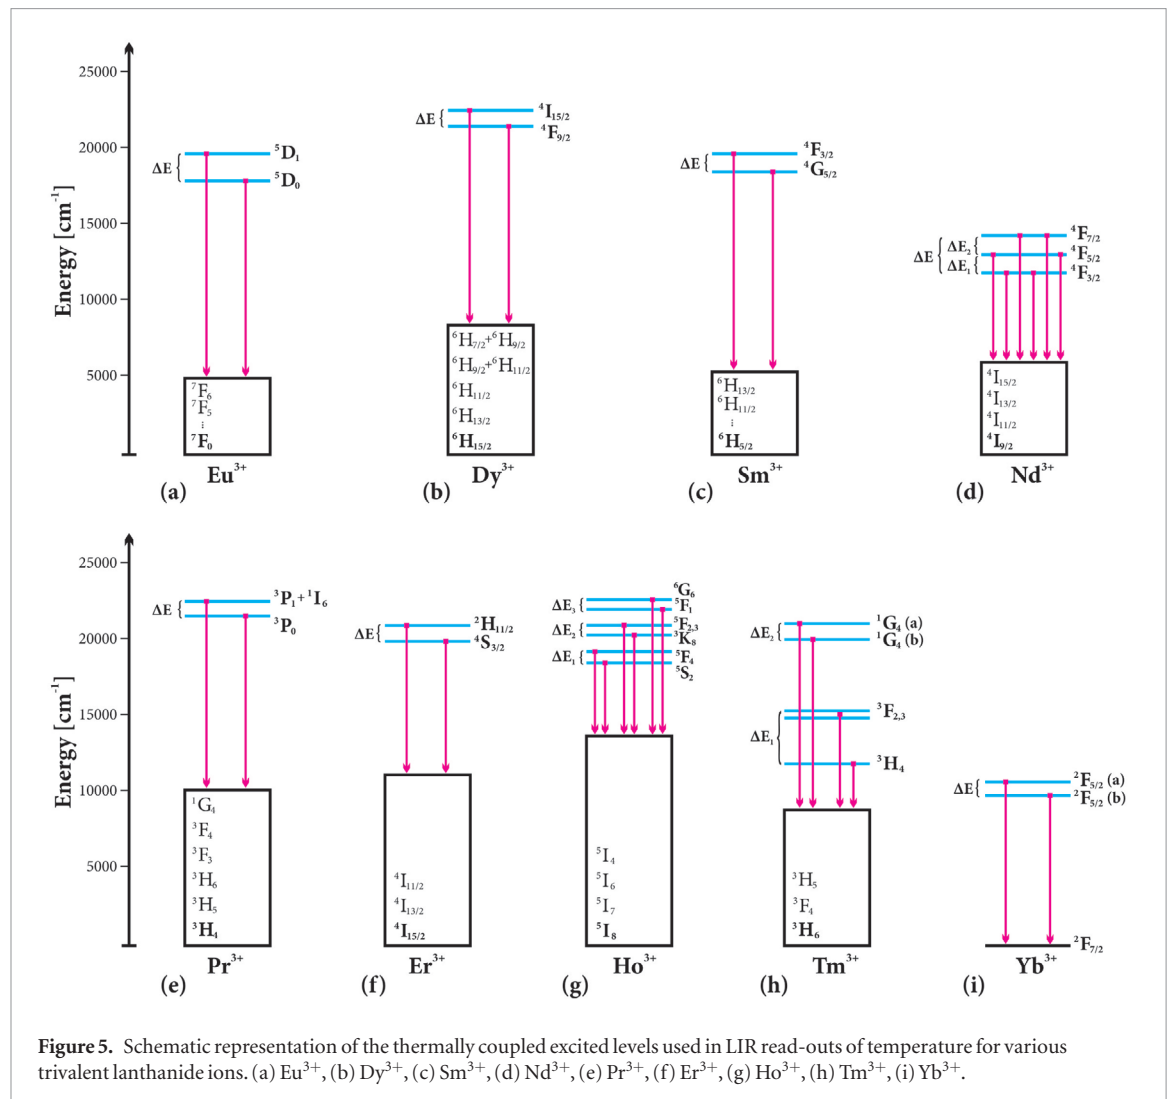 25000
20000
15000
10000
5000
Energy [cm⁻¹]
ΔE
⁵D₁
⁵D₀
⁷F₆
⁷F₅
⋮
⁷F₀
Eu³⁺
(a)
ΔE
⁴I₁₅/₂
⁴F₉/₂
⁶H₇/₂+⁶H₉/₂
⁶H₉/₂+⁶H₁₁/₂
⁶H₁₁/₂
⁶H₁₃/₂
⁶H₁₅/₂
Dy³⁺
(b)
ΔE
⁴F₃/₂
⁴G₅/₂
⁶H₁₃/₂
⁶H₁₁/₂
⋮
⁶H₅/₂
Sm³⁺
(c)
ΔE
ΔE₂
ΔE₁
⁴F₇/₂
⁴F₅/₂
⁴F₃/₂
⁴I₁₅/₂
⁴I₁₃/₂
⁴I₁₁/₂
⁴I₉/₂
Nd³⁺
(d)
25000
20000
15000
10000
5000
Energy [cm⁻¹]
ΔE
³P₁+¹I₆
³P₀
¹G₄
³F₄
³F₃
³H₆
³H₅
³H₄
Pr³⁺
(e)
ΔE
²H₁₁/₂
⁴S₃/₂
⁴I₁₁/₂
⁴I₁₃/₂
⁴I₁₅/₂
Er³⁺
(f)
ΔE₃
ΔE₂
ΔE₁
⁶G₆
⁵F₁
⁵F₂,₃
³K₈
⁵F₄
⁵S₂
⁵I₄
⁵I₆
⁵I₇
⁵I₈
Ho³⁺
(g)
ΔE₂
ΔE₁
¹G₄ (a)
¹G₄ (b)
³F₂,₃
³H₄
³H₅
³F₄
³H₆
Tm³⁺
(h)
ΔE
²F₅/₂ (a)
²F₅/₂ (b)
²F₇/₂
Yb³⁺
(i)
Figure 5. Schematic representation of the thermally coupled excited levels used in LIR read-outs of temperature for various
trivalent lanthanide ions. (a) Eu³⁺, (b) Dy³⁺, (c) Sm³⁺, (d) Nd³⁺, (e) Pr³⁺, (f) Er³⁺, (g) Ho³⁺, (h) Tm³⁺, (i) Yb³⁺.